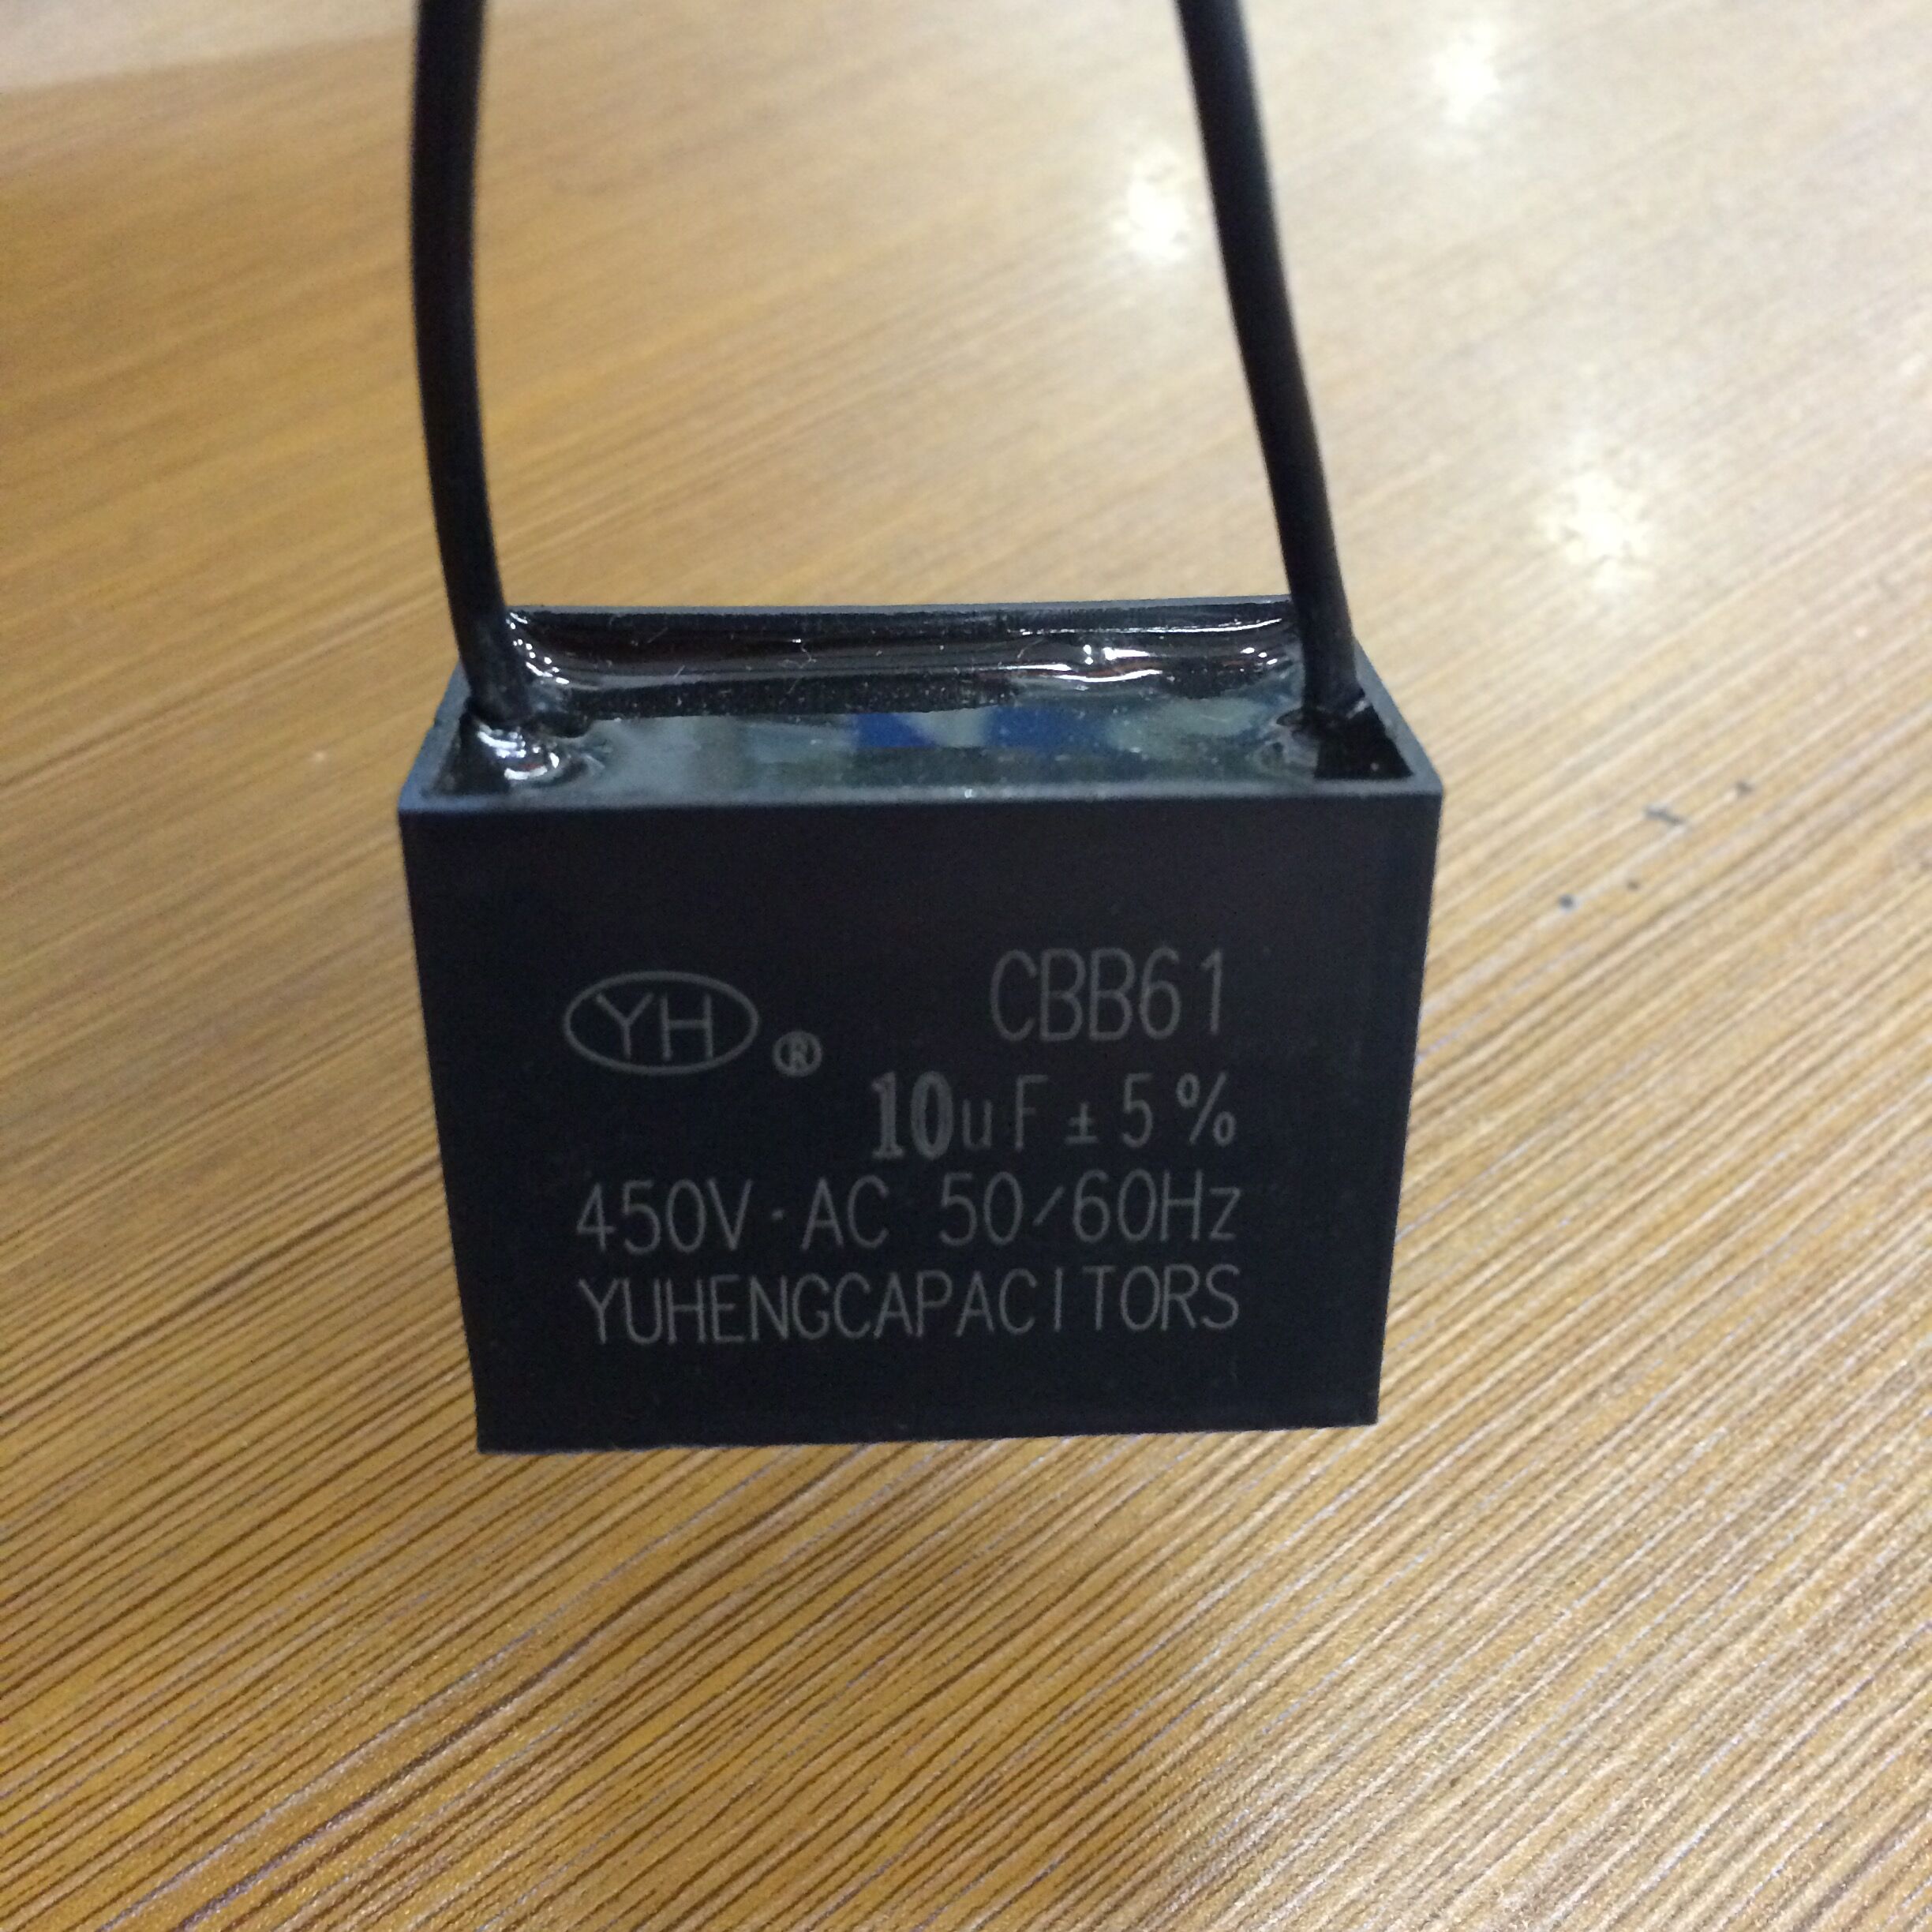 YH ® CBB61
10uF±5%
450V·AC 50/60Hz
YUHENGCAPACITORS